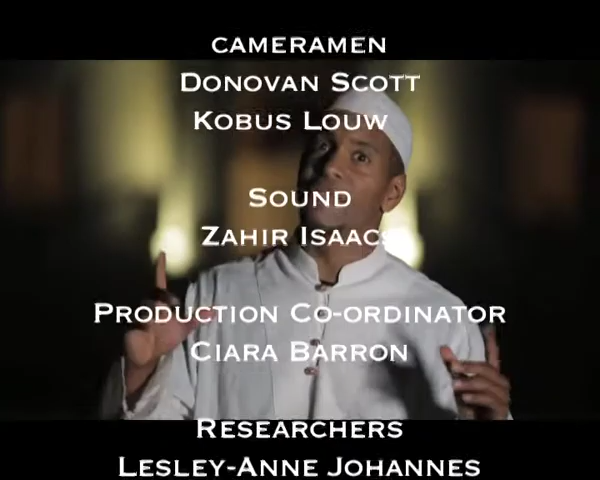 CAMERAMEN
DONOVAN SCOTT
KOBUS LOUW
SOUND
ZAHIR ISAACS
PRODUCTION CO-ORDINATOR
CIARA BARRON
RESEARCHERS
LESLEY-ANNE JOHANNES